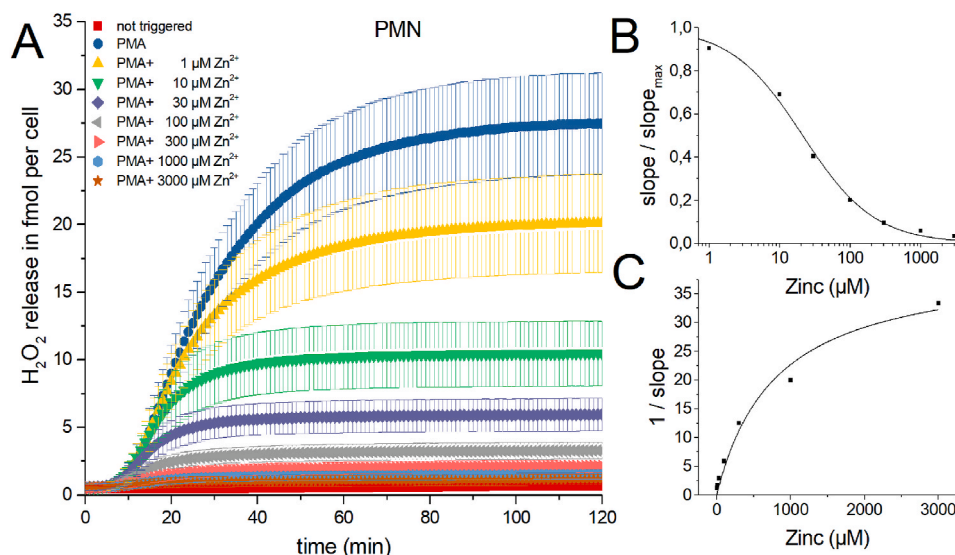 A
PMN
H₂O₂ release in fmol per cell
35
30
25
20
15
10
5
0
not triggered
PMA
PMA+ 1 µM Zn²⁺
PMA+ 10 µM Zn²⁺
PMA+ 30 µM Zn²⁺
PMA+ 100 µM Zn²⁺
PMA+ 300 µM Zn²⁺
PMA+ 1000 µM Zn²⁺
PMA+ 3000 µM Zn²⁺
0 20 40 60 80 100 120
time (min)
B
slope / slopemax
1,0
0,8
0,6
0,4
0,2
0,0
1 10 100 1000
Zinc (µM)
C
1 / slope
35
30
25
20
15
10
5
0
0 1000 2000 3000
Zinc (µM)